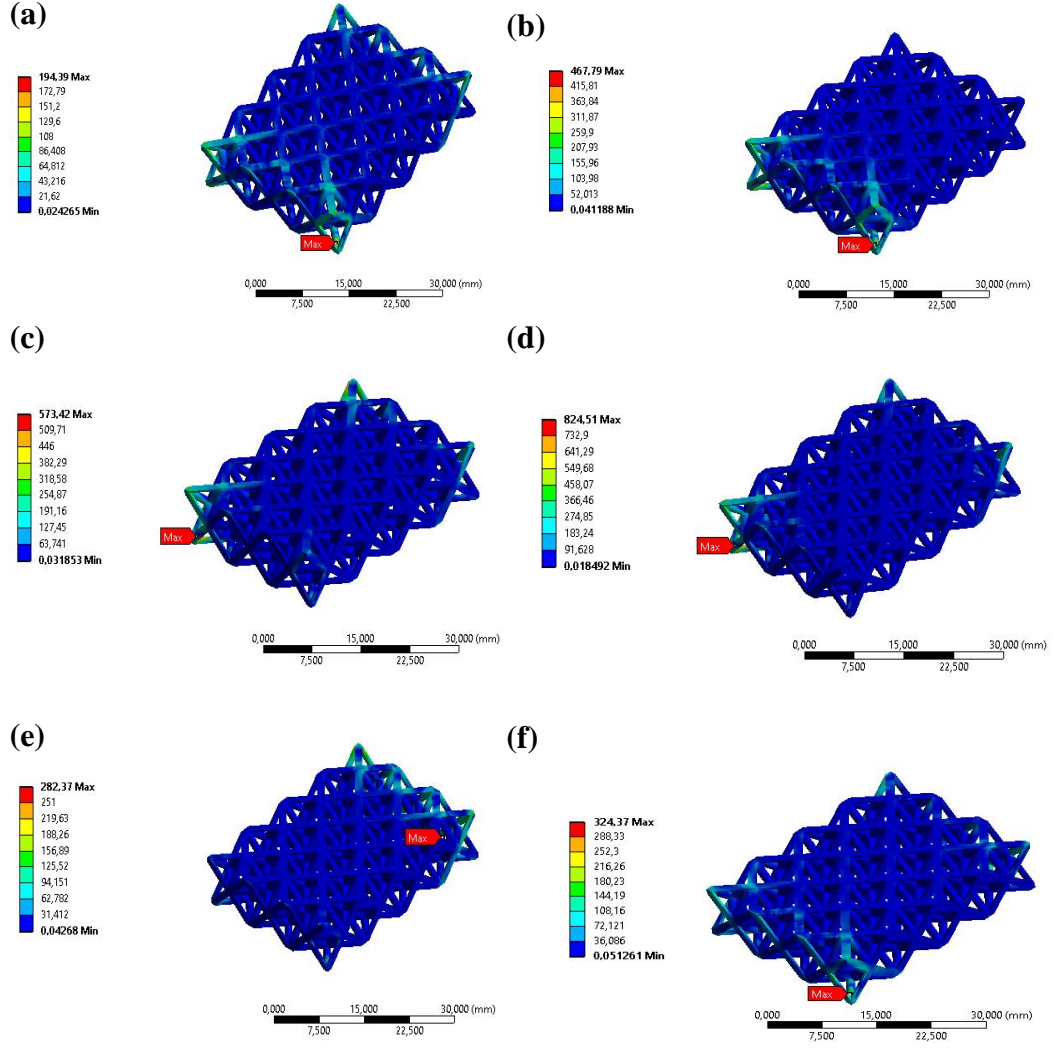 (a)
194,39 Max
172,79
151,2
129,6
108
86,408
64,812
43,216
21,62
0,024265 Min
Max
0,000 15,000 30,000 (mm)
7,500 22,500
(b)
467,79 Max
415,81
363,84
311,87
259,9
207,93
155,96
103,98
52,013
0,041188 Min
Max
0,000 15,000 30,000 (mm)
7,500 22,500
(c)
573,42 Max
509,71
446
382,29
318,58
254,87
191,16
127,45
63,741
0,031853 Min
Max
0,000 15,000 30,000 (mm)
7,500 22,500
(d)
824,51 Max
732,9
641,29
549,68
458,07
366,46
274,85
183,24
91,628
0,018492 Min
Max
0,000 15,000 30,000 (mm)
7,500 22,500
(e)
282,37 Max
251
219,63
188,26
156,89
125,52
94,151
62,782
31,412
0,04268 Min
Max
0,000 15,000 30,000 (mm)
7,500 22,500
(f)
324,37 Max
288,33
252,3
216,26
180,23
144,19
108,16
72,121
36,086
0,051261 Min
Max
0,000 15,000 30,000 (mm)
7,500 22,500